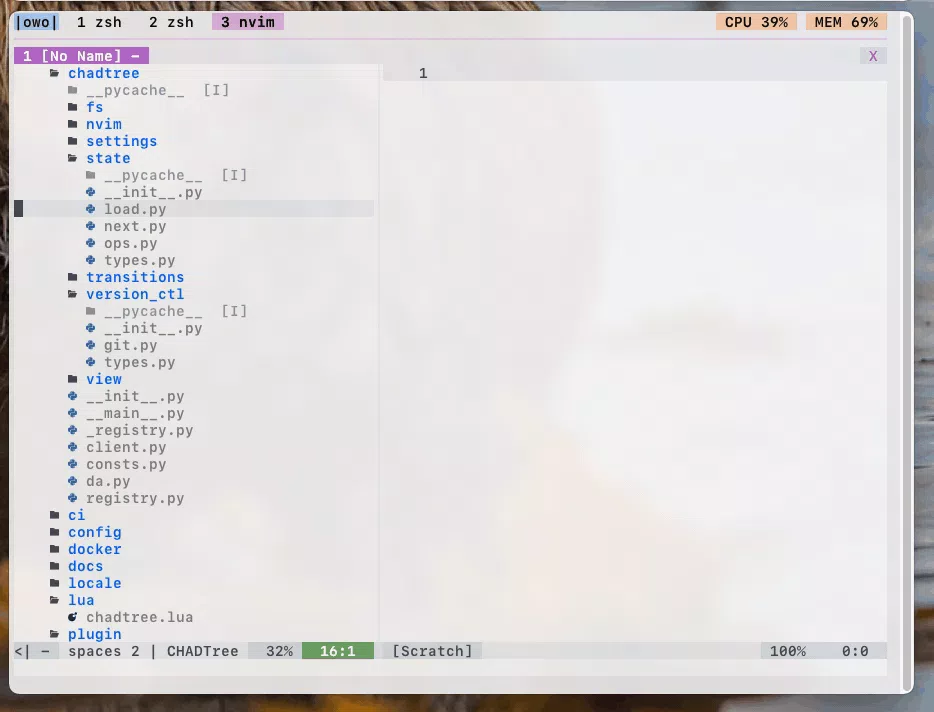 |owo| 1 zsh 2 zsh 3 nvim CPU 39% MEM 69%
1 [No Name] − X
chadtree 1
__pycache__ [I]
fs
nvim
settings
state
__pycache__ [I]
__init__.py
load.py
next.py
ops.py
types.py
transitions
version_ctl
__pycache__ [I]
__init__.py
git.py
types.py
view
__init__.py
__main__.py
_registry.py
client.py
consts.py
da.py
registry.py
ci
config
docker
docs
locale
lua
chadtree.lua
plugin
<| − spaces 2 | CHADTree 32% 16:1 [Scratch] 100% 0:0